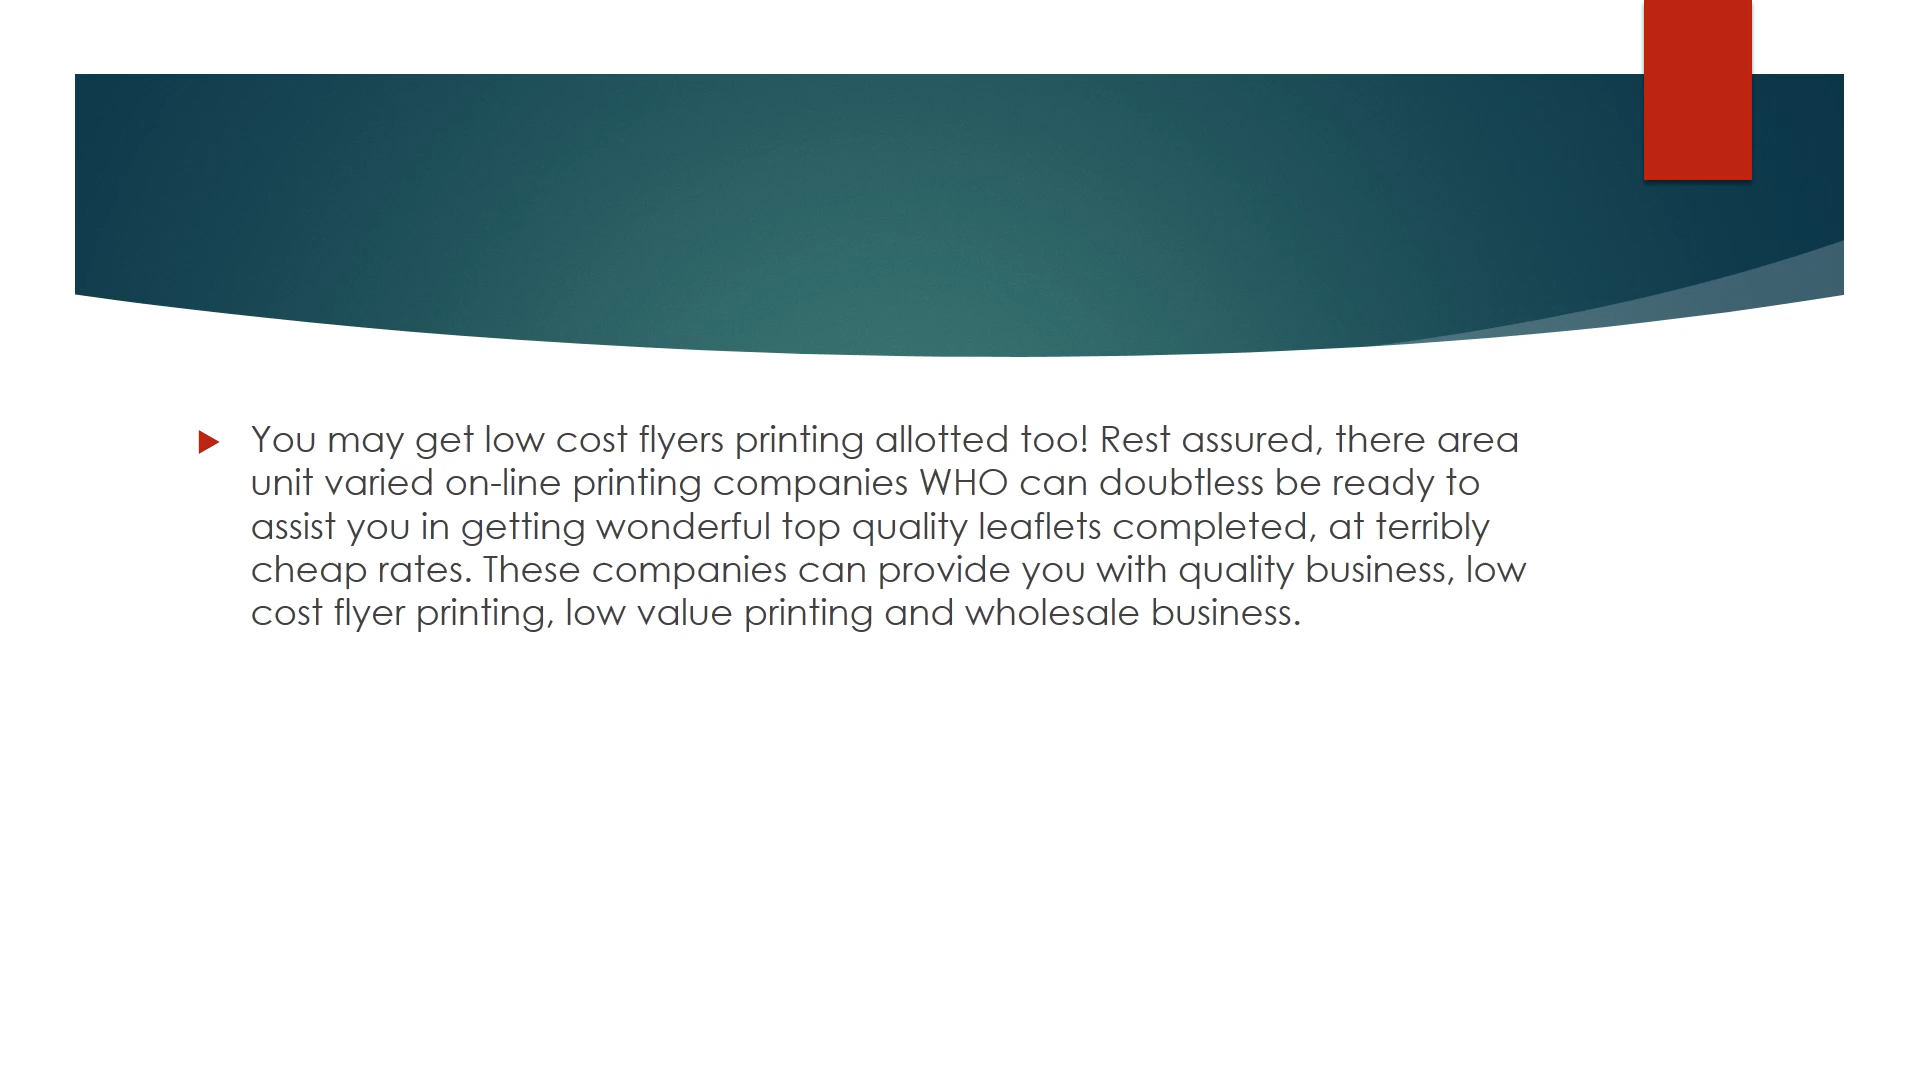 You may get low cost flyers printing allotted too! Rest assured, there area
unit varied on-line printing companies WHO can doubtless be ready to
assist you in getting wonderful top quality leaflets completed, at terribly
cheap rates. These companies can provide you with quality business, low
cost flyer printing, low value printing and wholesale business.